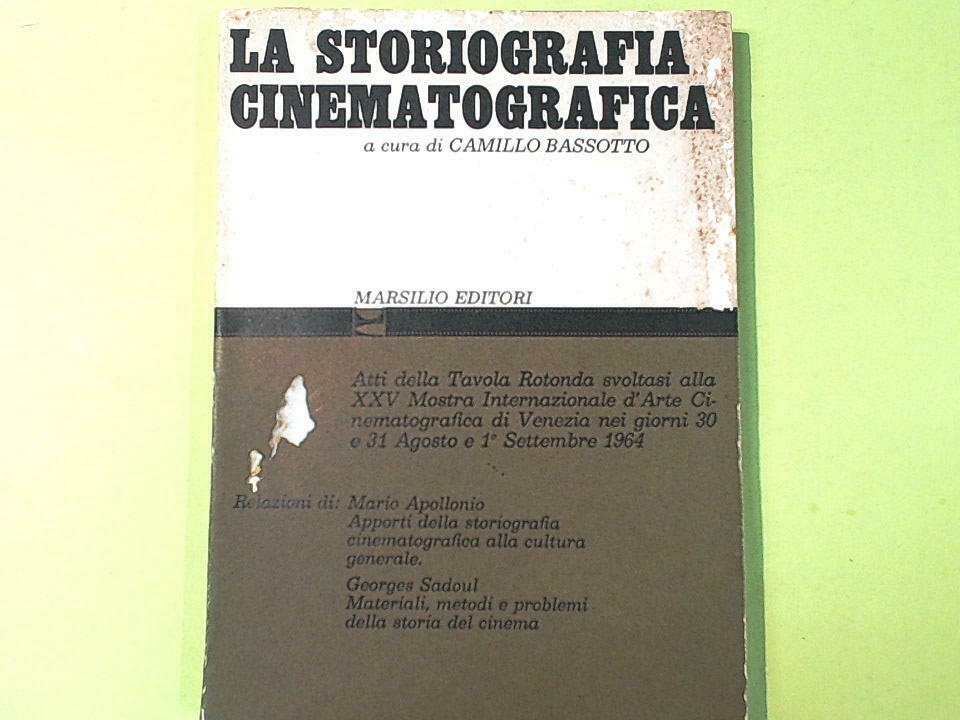 LA STORIOGRAFIA
CINEMATOGRAFICA
a cura di CAMILLO BASSOTTO
MARSILIO EDITORI
Atti della Tavola Rotonda svoltasi alla
XXV Mostra Internazionale d'Arte Ci-
nematografica di Venezia nei giorni 30
e 31 Agosto e 1° Settembre 1964
Relazioni di: Mario Apollonio
Apporti della storiografia
cinematografica alla cultura
generale.
Georges Sadoul
Materiali, metodi e problemi
della storia del cinema